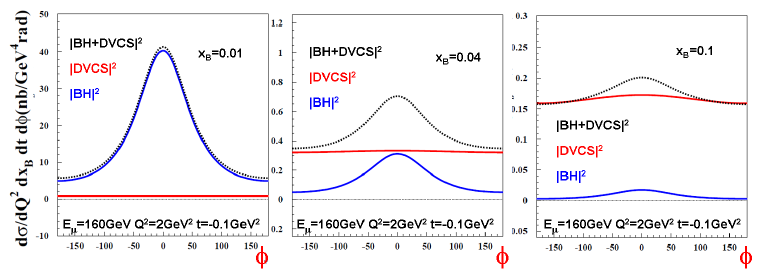 dσ/dQ² dx_B dt dϕ(nb/GeV⁴rad)
50
40
30
20
10
0
-10
|BH+DVCS|²
|DVCS|²
|BH|²
x_B=0.01
E_μ=160GeV Q²=2GeV² t=-0.1GeV²
-150 -100 -50 0 50 100 150
ϕ
1.2
1
0.8
0.6
0.4
0.2
0
0.2
|BH+DVCS|²
|DVCS|²
|BH|²
x_B=0.04
E_μ=160GeV Q²=2GeV² t=-0.1GeV²
-150 -100 -50 0 50 100 150
ϕ
0.3
0.25
0.2
0.15
0.1
0.05
0
0.05
x_B=0.1
|BH+DVCS|²
|DVCS|²
|BH|²
E_μ=160GeV Q²=2GeV² t=-0.1GeV²
-150 -100 -50 0 50 100 150
ϕ